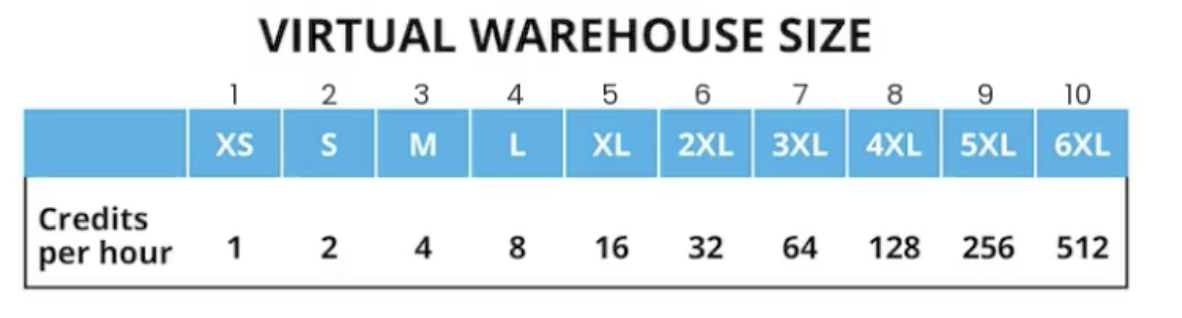 VIRTUAL WAREHOUSE SIZE
1 2 3 4 5 6 7 8 9 10
XS S M L XL 2XL 3XL 4XL 5XL 6XL
Credits
per hour 1 2 4 8 16 32 64 128 256 512